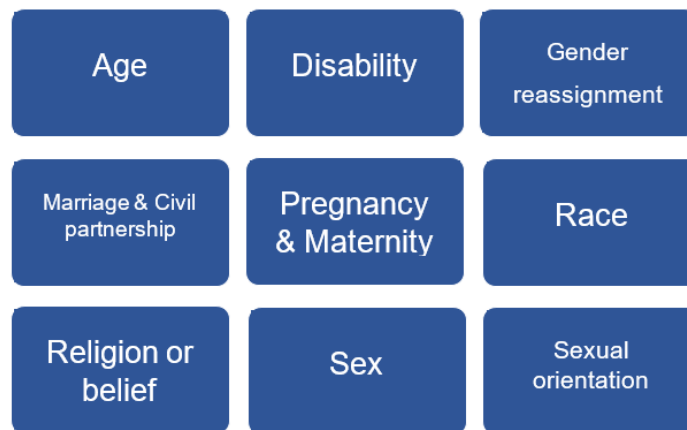 Age
Disability
Gender
reassignment
Marriage & Civil
partnership
Pregnancy
& Maternity
Race
Religion or
belief
Sex
Sexual
orientation